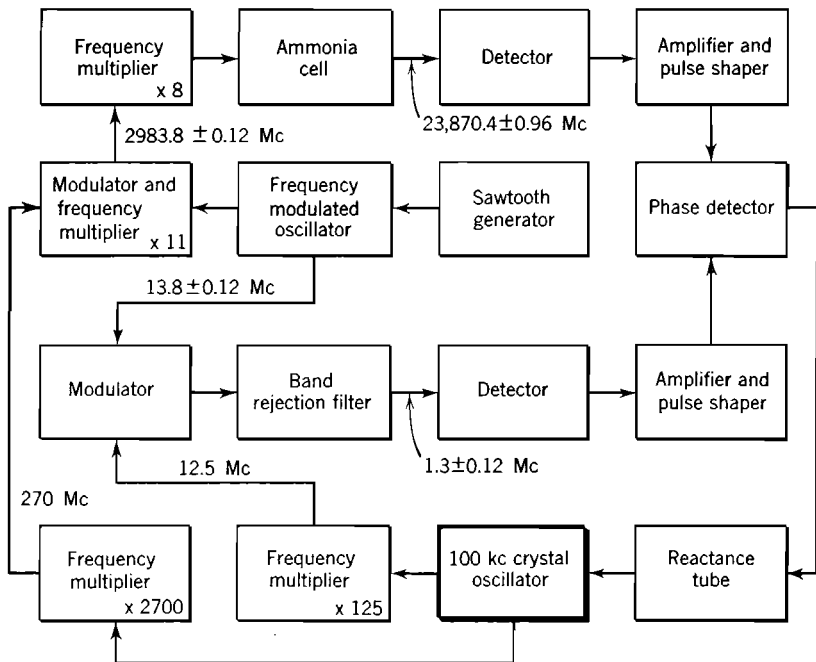 Frequency
multiplier
x 8
Ammonia
cell
Detector
Amplifier and
pulse shaper
23,870.4±0.96 Mc
2983.8 ±0.12 Mc
Modulator and
frequency
multiplier
x 11
Frequency
modulated
oscillator
Sawtooth
generator
Phase detector
13.8±0.12 Mc
Modulator
Band
rejection filter
Detector
Amplifier and
pulse shaper
1.3±0.12 Mc
12.5 Mc
270 Mc
Frequency
multiplier
x 2700
Frequency
multiplier
x 125
100 kc crystal
oscillator
Reactance
tube